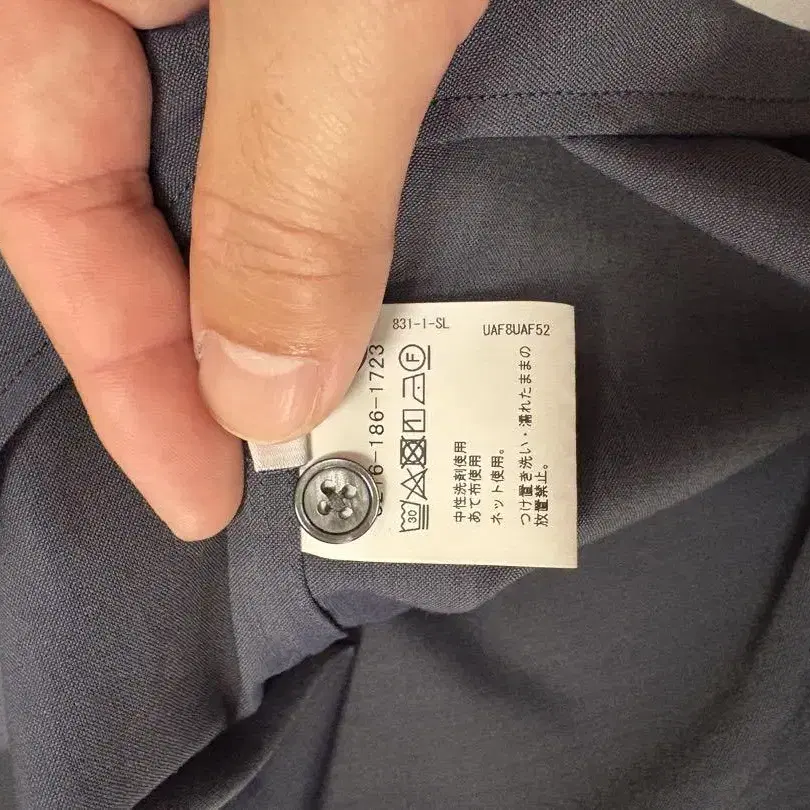 831-1-SL
UAF8UAF52
-186-1723
30
F
中性洗剤使用
あて布使用
ネット使用。
つけ置き洗い・濡れたままの
放置禁止。